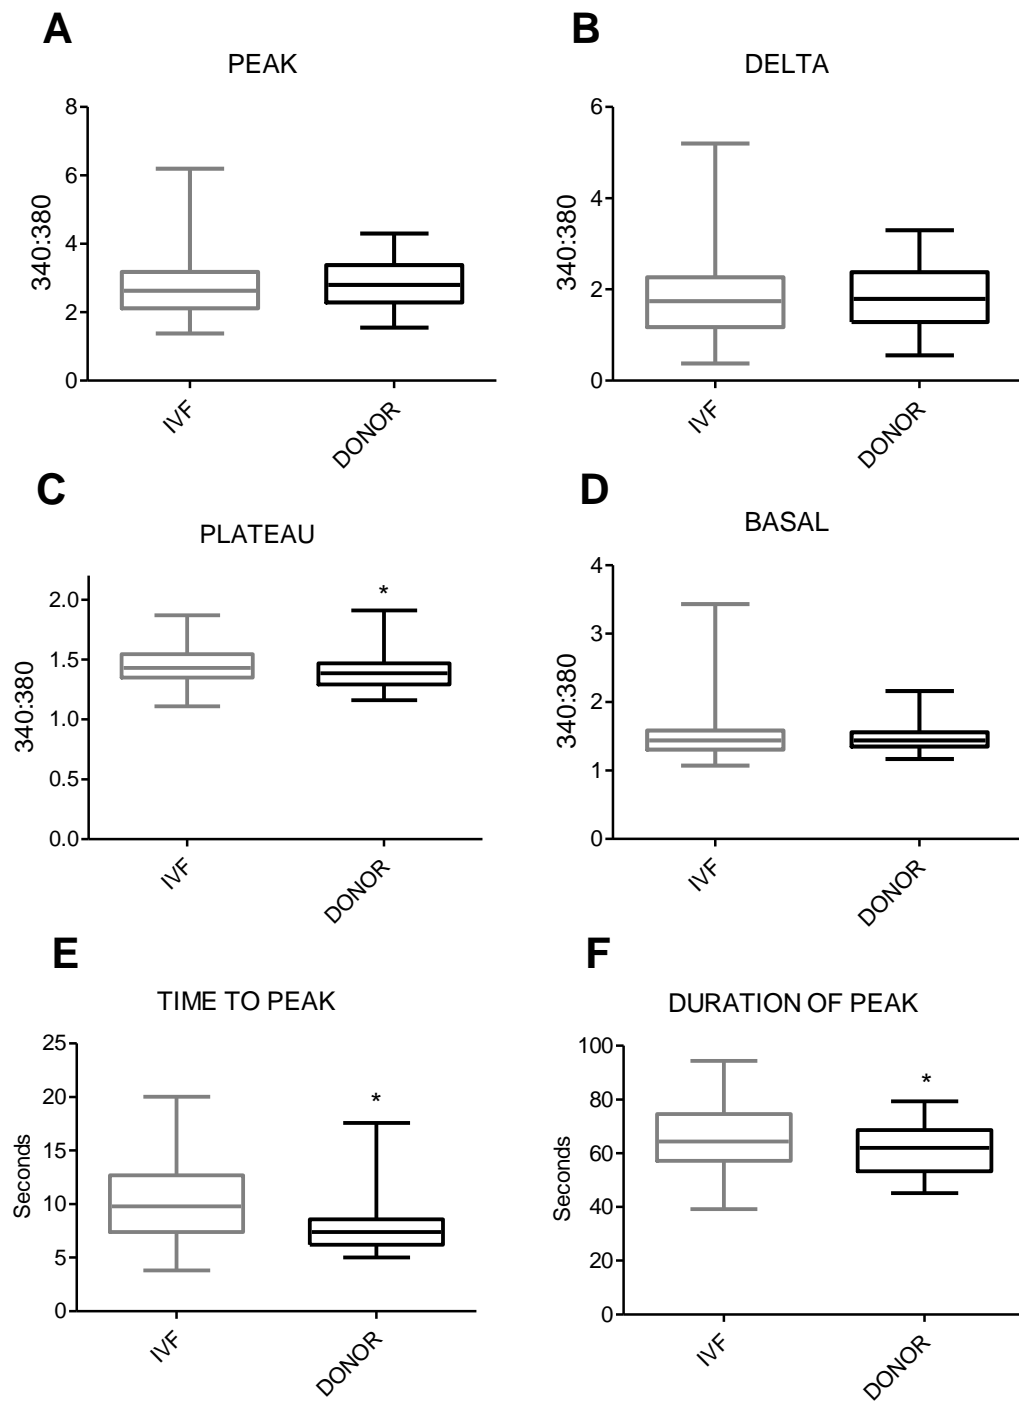 A
PEAK
340:380
8
6
4
2
0
IVF
DONOR
B
DELTA
340:380
6
4
2
0
IVF
DONOR
C
PLATEAU
340:380
2.0
1.5
1.0
0.5
0.0
*
IVF
DONOR
D
BASAL
340:380
4
3
2
1
0
IVF
DONOR
E
TIME TO PEAK
Seconds
25
20
15
10
5
0
*
IVF
DONOR
F
DURATION OF PEAK
Seconds
100
80
60
40
20
0
*
IVF
DONOR